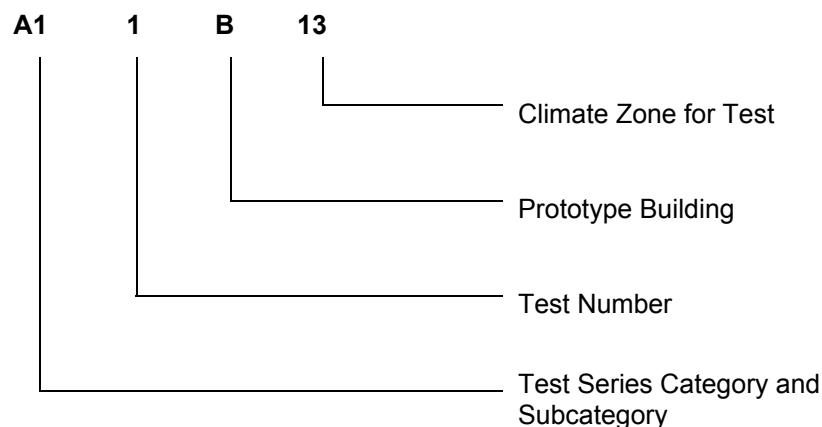 A1 1 B 13
Climate Zone for Test
Prototype Building
Test Number
Test Series Category and
Subcategory